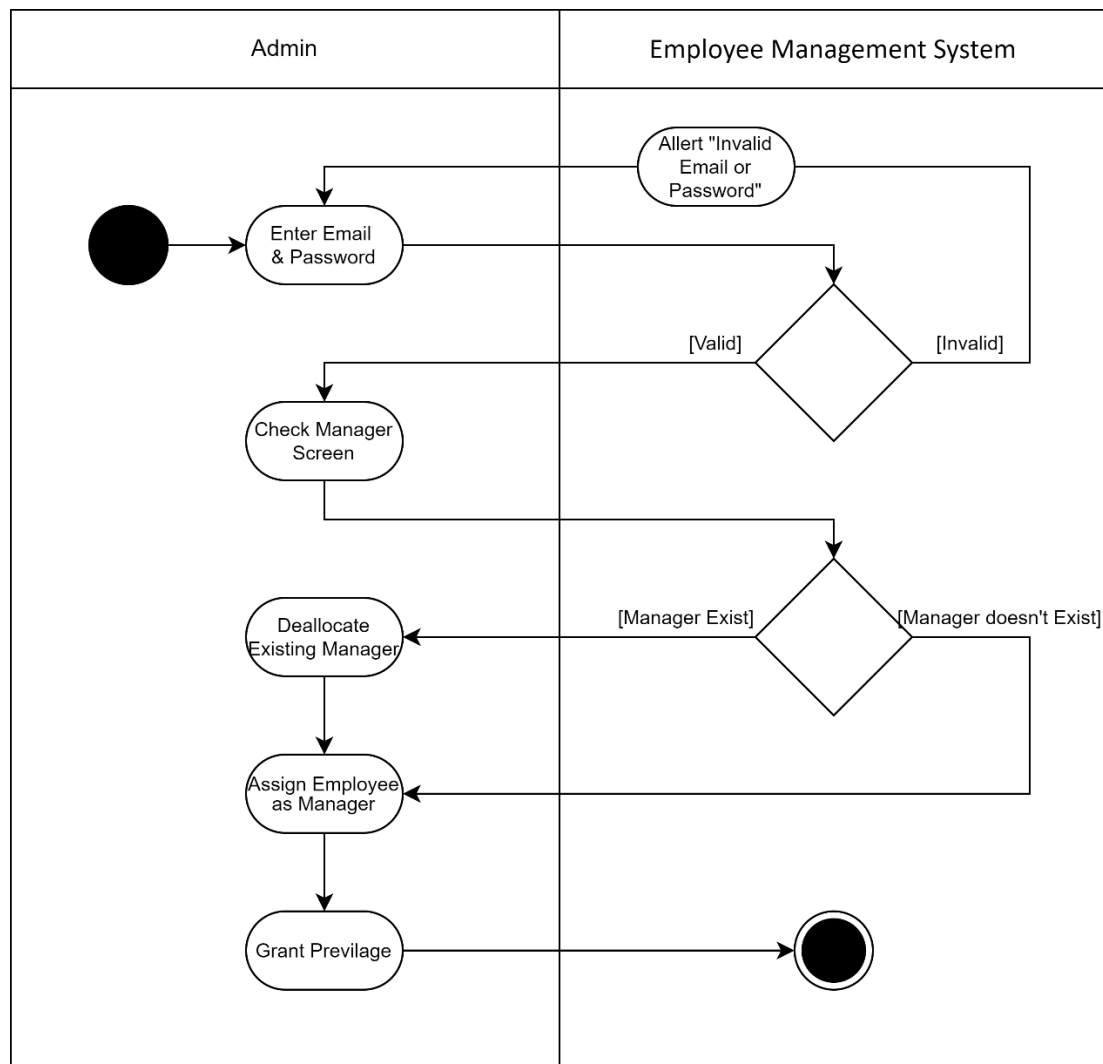 Admin
Employee Management System
Allert "Invalid
Email or
Password"
Enter Email
& Password
[Valid]
[Invalid]
Check Manager
Screen
[Manager Exist]
[Manager doesn't Exist]
Deallocate
Existing Manager
Assign Employee
as Manager
Grant Previlage